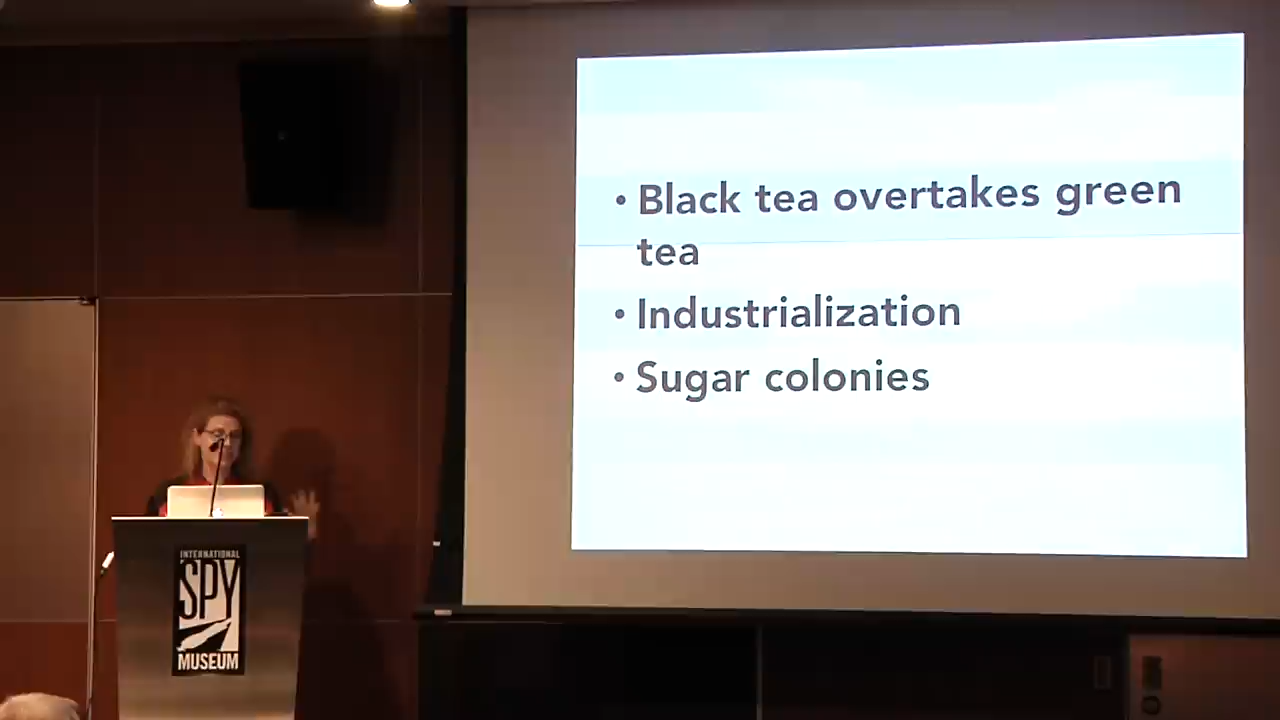 • Black tea overtakes green
tea
• Industrialization
• Sugar colonies
INTERNATIONAL
SPY
MUSEUM